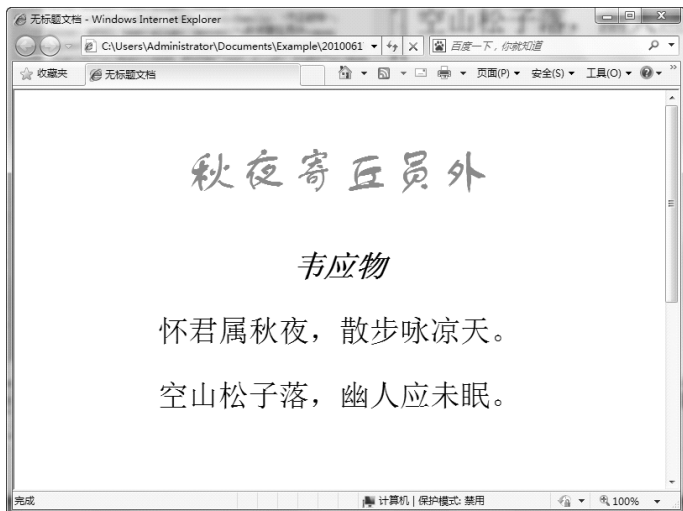 无标题文档 - Windows Internet Explorer
C:\Users\Administrator\Documents\Example\2010061
百度一下，你就知道
收藏夹
无标题文档
页面(P)
安全(S)
工具(O)
秋夜寄丘员外
韦应物
怀君属秋夜，散步咏凉天。
空山松子落，幽人应未眠。
完成
计算机 | 保护模式: 禁用
100%